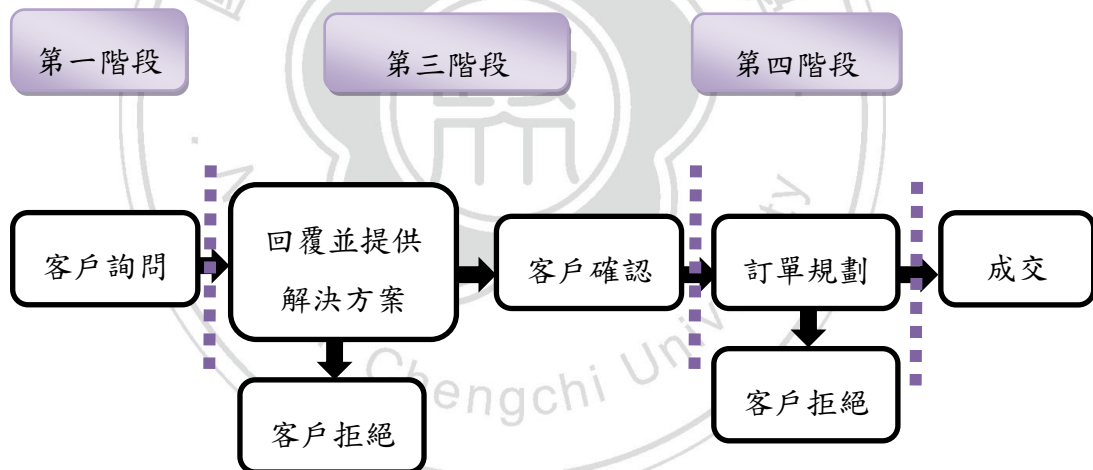 第一階段
第三階段
第四階段
客戶詢問
回覆並提供
解決方案
客戶確認
訂單規劃
成交
客戶拒絕
客戶拒絕
Chengchi University